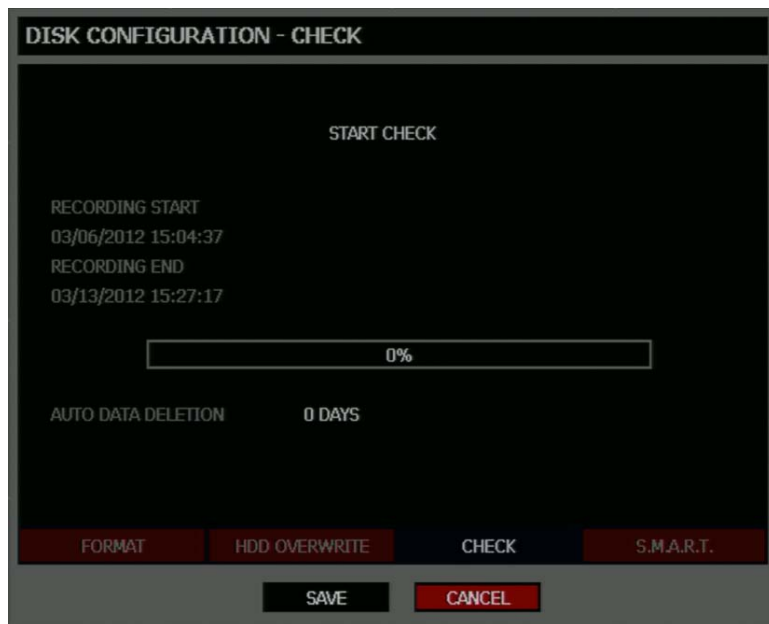 DISK CONFIGURATION - CHECK
START CHECK
RECORDING START
03/06/2012 15:04:37
RECORDING END
03/13/2012 15:27:17
0%
AUTO DATA DELETION 0 DAYS
FORMAT HDD OVERWRITE CHECK S.M.A.R.T.
SAVE CANCEL